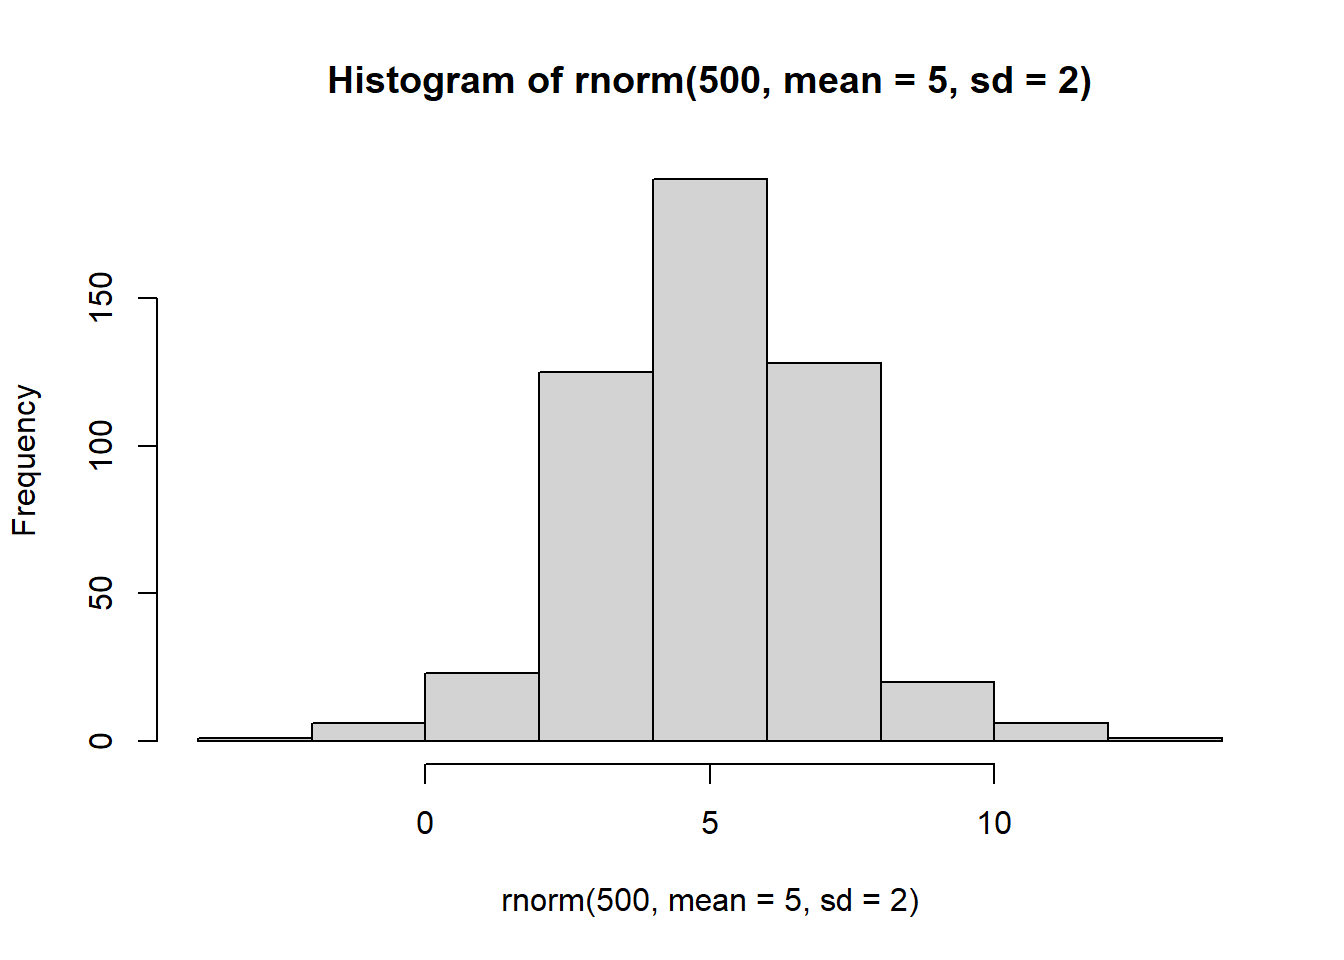 Histogram of rnorm(500, mean = 5, sd = 2)
Frequency
150
100
50
0
0 5 10
rnorm(500, mean = 5, sd = 2)